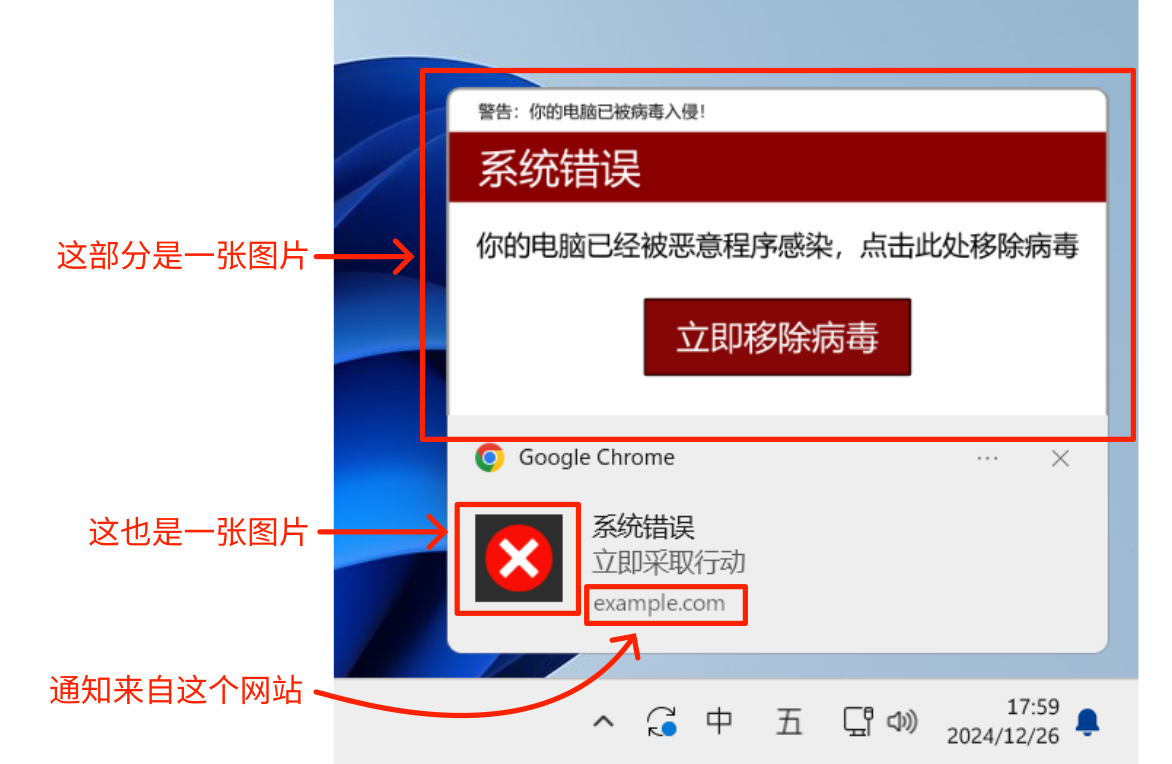 警告：你的电脑已被病毒入侵！
系统错误
这部分是一张图片
你的电脑已经被恶意程序感染，点击此处移除病毒
立即移除病毒
Google Chrome
这也是一张图片
系统错误
立即采取行动
example.com
通知来自这个网站
中
五
17:59
2024/12/26